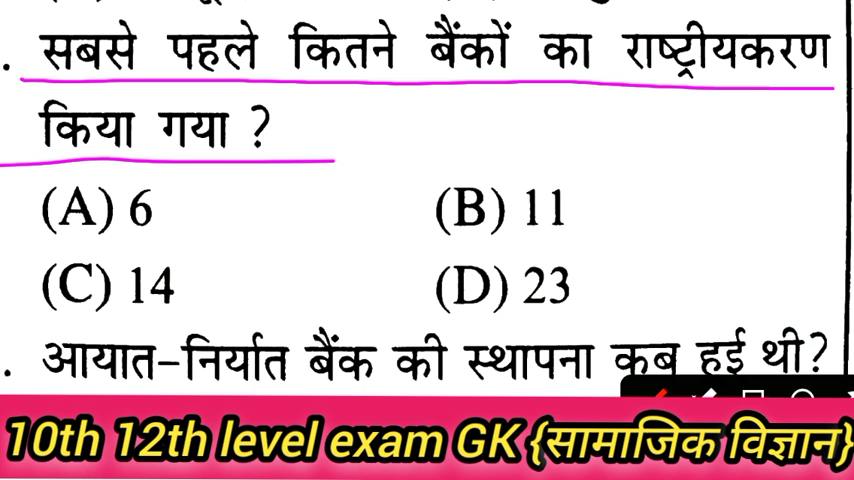 . सबसे पहले कितने बैंकों का राष्ट्रीयकरण
किया गया ?
(A) 6 (B) 11
(C) 14 (D) 23
. आयात-निर्यात बैंक की स्थापना कब हुई थी?
10th 12th level exam GK {सामाजिक विज्ञान}